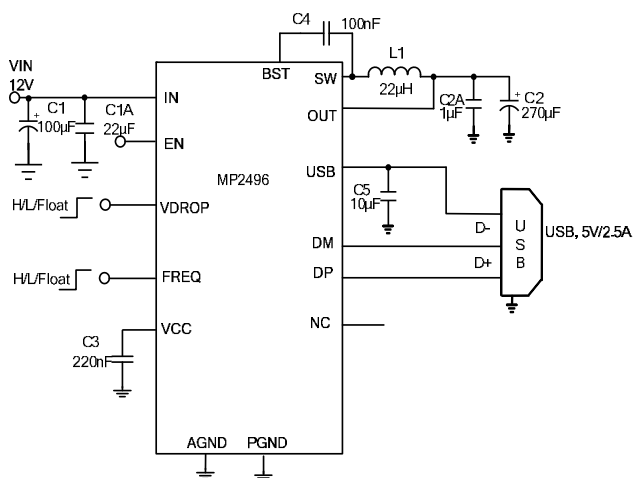 C4
100nF
VIN
12V
BST
L1
22µH
SW
IN
C1
100µF
C1A
22µF
OUT
C2A
1µF
C2
270µF
EN
MP2496
USB
C5
10µF
H/L/Float
VDROP
D-
USB
USB, 5V/2.5A
DM
D+
H/L/Float
FREQ
DP
VCC
NC
C3
220nF
AGND
PGND